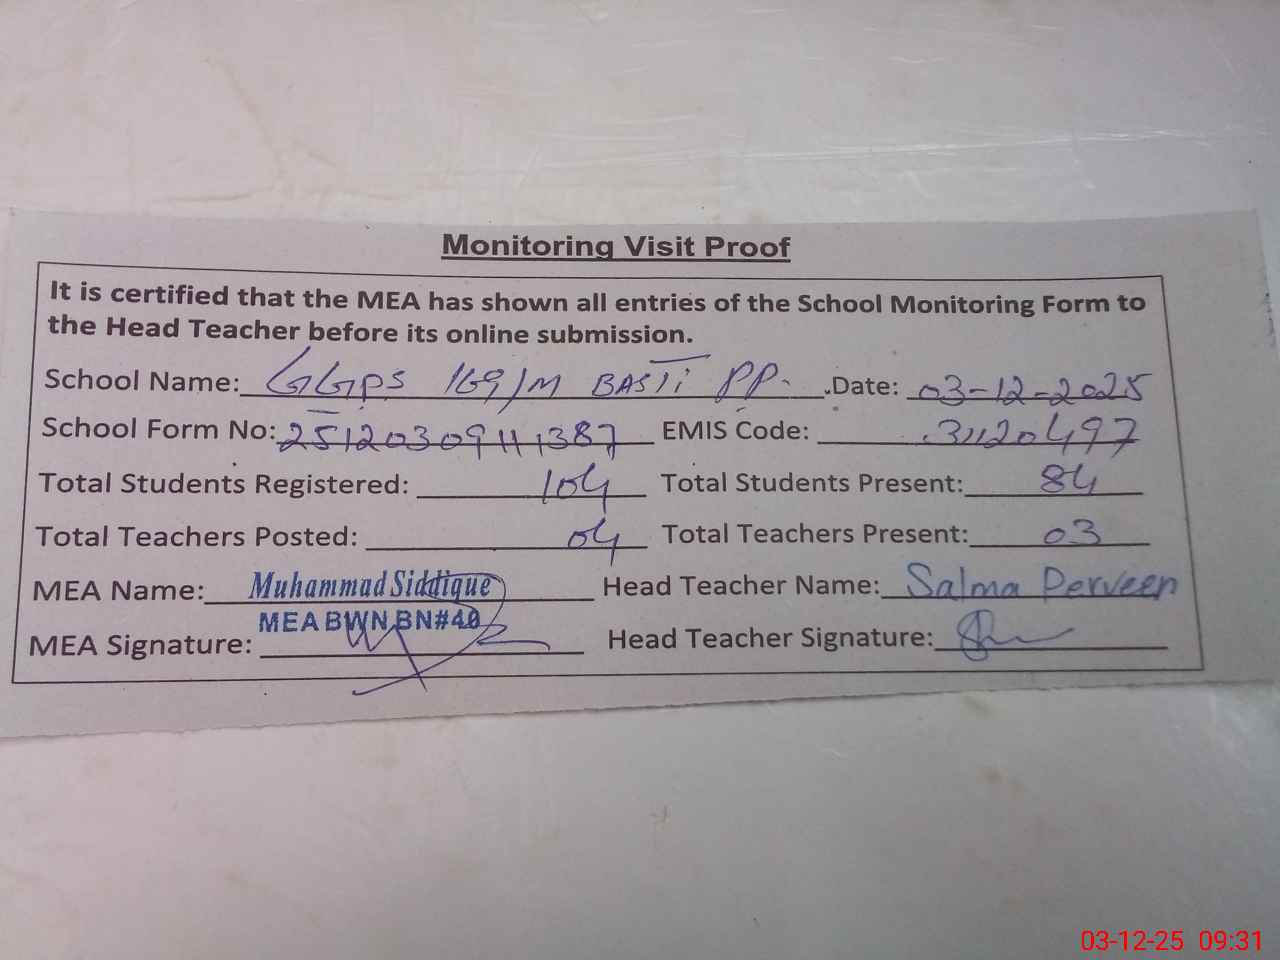 Monitoring Visit Proof
It is certified that the MEA has shown all entries of the School Monitoring Form to
the Head Teacher before its online submission.
School Name: GGPS 169/M BASTI PP. Date: 03-12-2025
School Form No: 25120309111387 EMIS Code: 31120497
Total Students Registered: 104 Total Students Present: 84
Total Teachers Posted: 04 Total Teachers Present: 03
MEA Name: Muhammad Siddique Head Teacher Name: Salma Perveen
MEA BWN BN#40
MEA Signature: Head Teacher Signature:
03-12-25 09:31